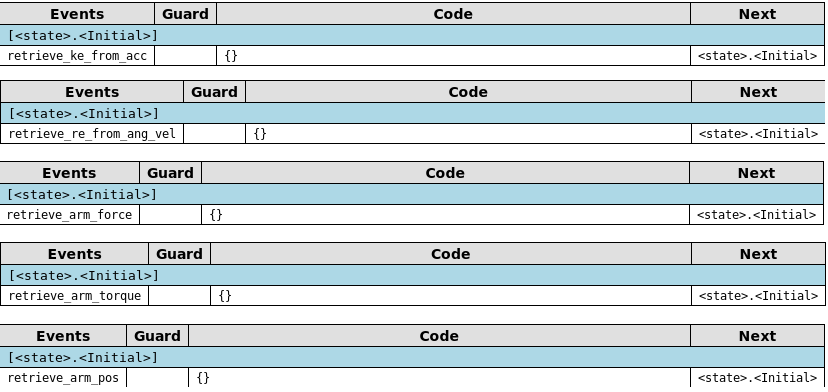 Events Guard Code Next
[<state>.<Initial>]
retrieve_ke_from_acc {} <state>.<Initial>
Events Guard Code Next
[<state>.<Initial>]
retrieve_re_from_ang_vel {} <state>.<Initial>
Events Guard Code Next
[<state>.<Initial>]
retrieve_arm_force {} <state>.<Initial>
Events Guard Code Next
[<state>.<Initial>]
retrieve_arm_torque {} <state>.<Initial>
Events Guard Code Next
[<state>.<Initial>]
retrieve_arm_pos {} <state>.<Initial>